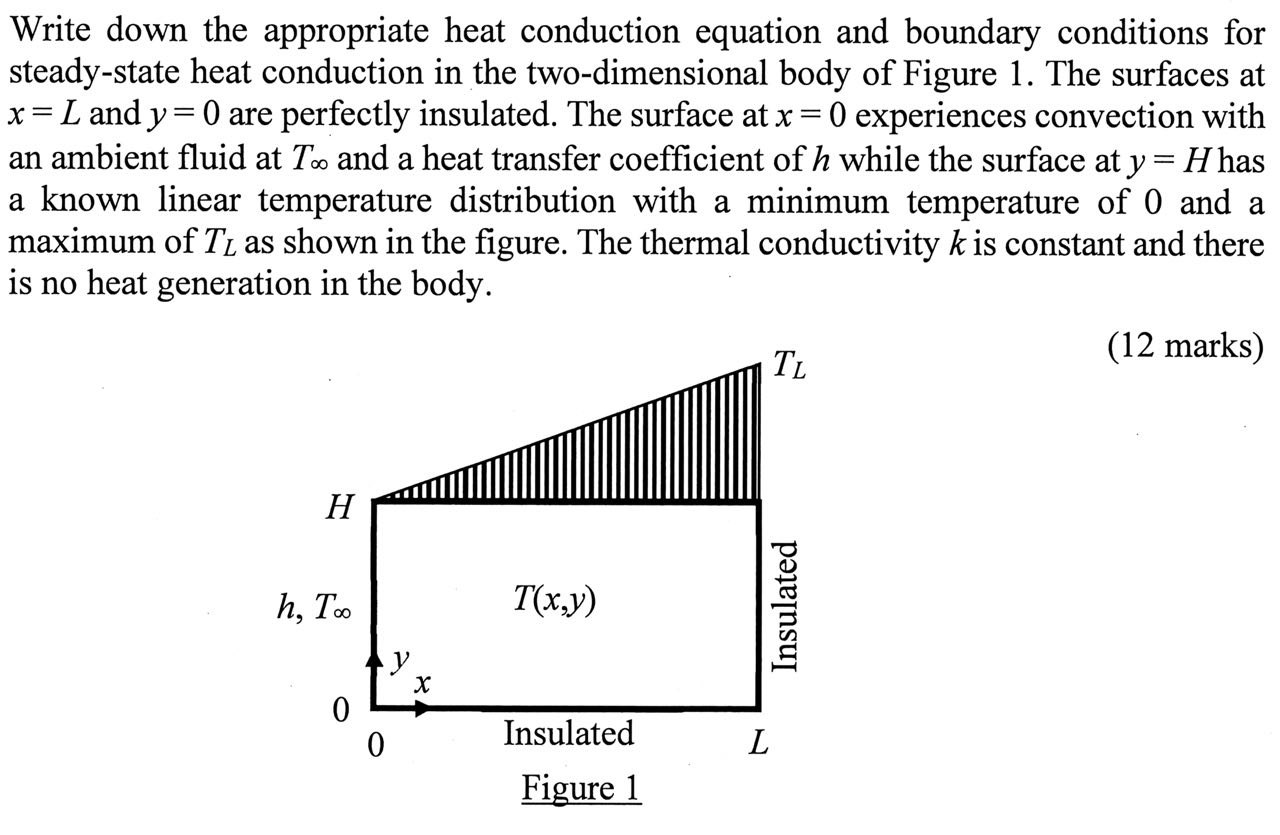 Write down the appropriate heat conduction equation and boundary conditions for
steady-state heat conduction in the two-dimensional body of Figure 1. The surfaces at
x = L and y = 0 are perfectly insulated. The surface at x = 0 experiences convection with
an ambient fluid at T∞ and a heat transfer coefficient of h while the surface at y = H has
a known linear temperature distribution with a minimum temperature of 0 and a
maximum of TL as shown in the figure. The thermal conductivity k is constant and there
is no heat generation in the body.
(12 marks)
TL
H
Insulated
h, T∞
T(x,y)
y
x
0
Insulated
0
L
Figure 1